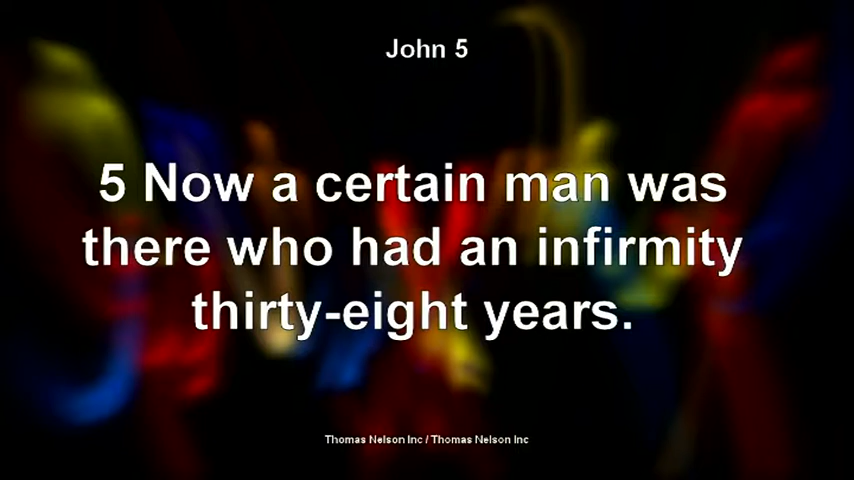 John 5
5 Now a certain man was
there who had an infirmity
thirty-eight years.
Thomas Nelson Inc / Thomas Nelson Inc